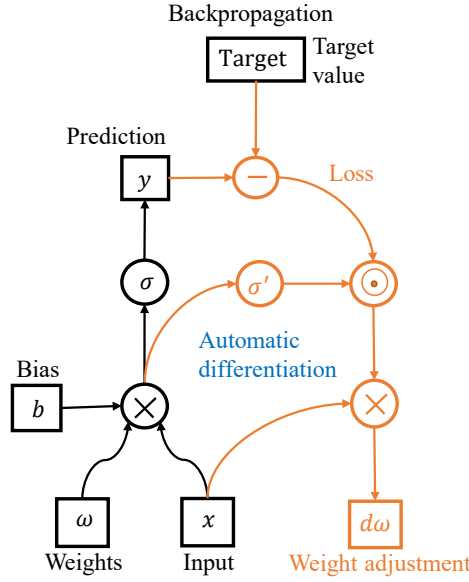 Backpropagation
Target
Target
value
Prediction
y
−
Loss
σ
σ′
⊙
Automatic
differentiation
Bias
b
×
×
ω
x
dω
Weights
Input
Weight adjustment